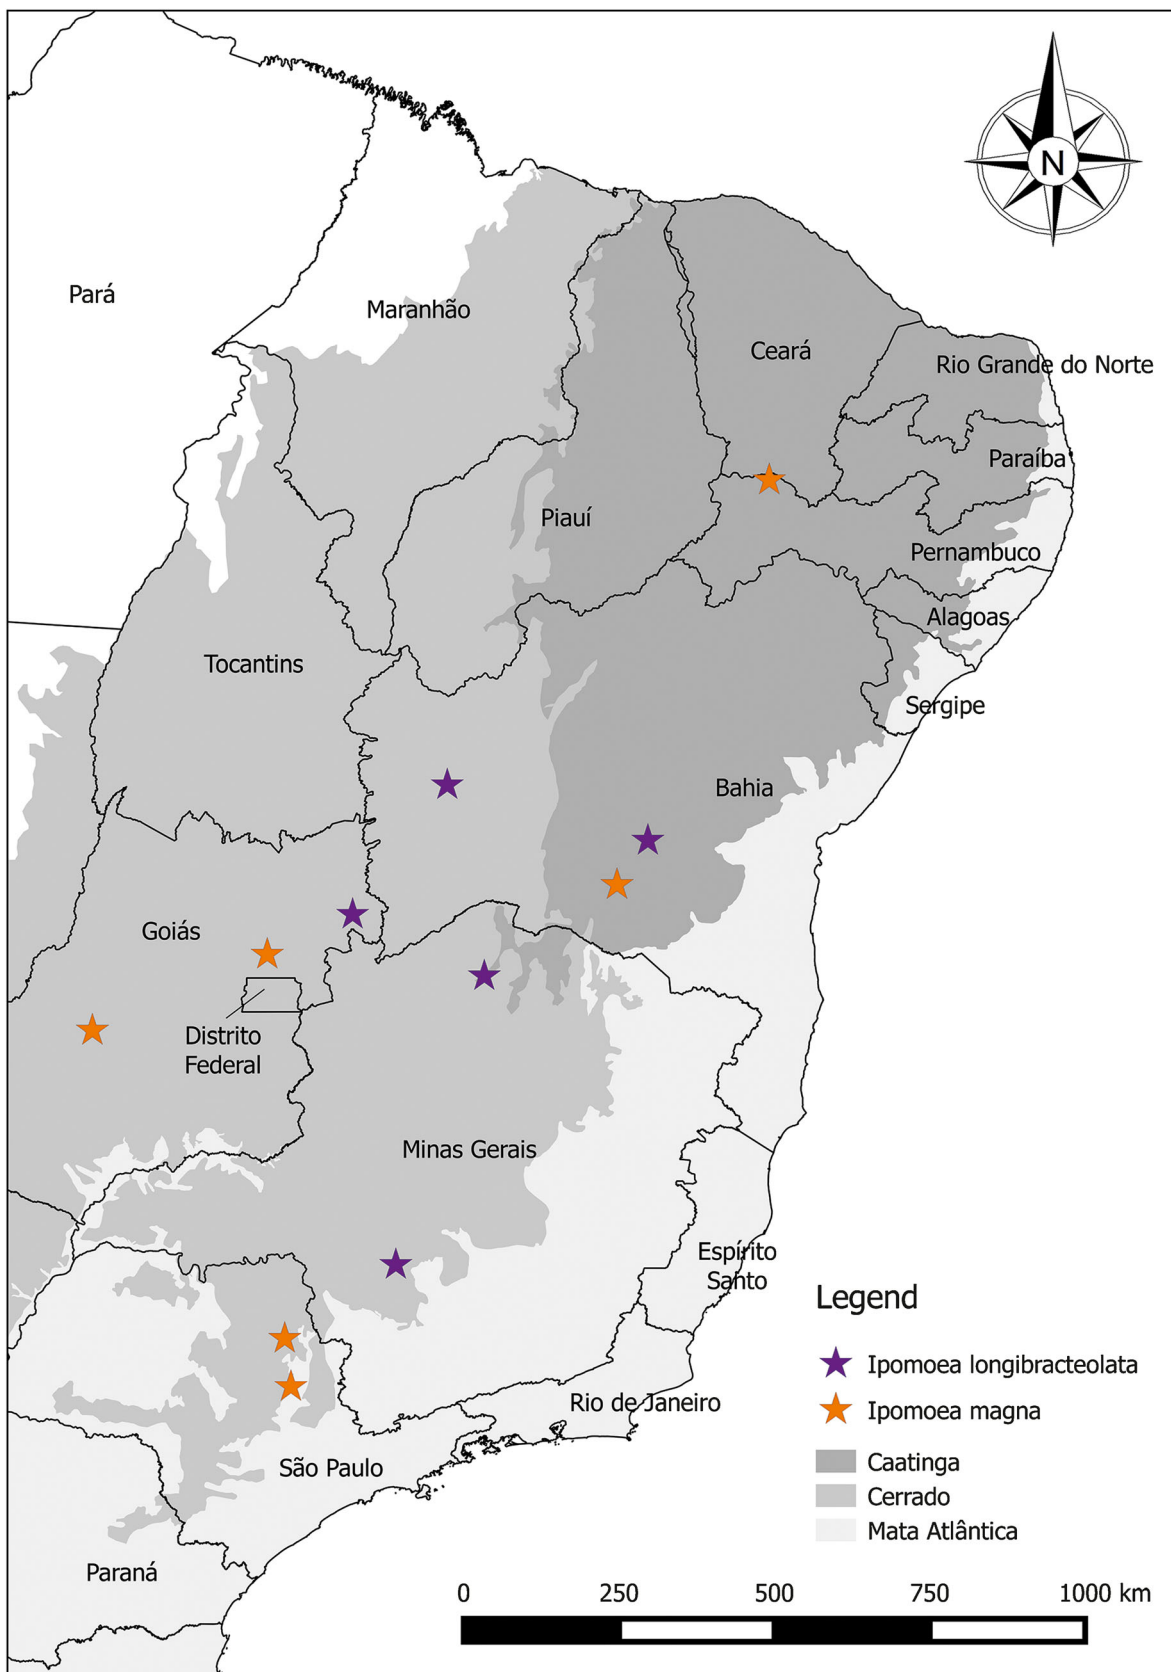 N
Pará
Maranhão
Ceará
Rio Grande do Norte
Paraíba
Piauí
Pernambuco
Alagoas
Tocantins
Sergipe
Bahia
Goiás
Distrito
Federal
Minas Gerais
Espírito
Santo
Rio de Janeiro
São Paulo
Paraná
Legend
Ipomoea longibracteolata
Ipomoea magna
Caatinga
Cerrado
Mata Atlântica
0 250 500 750 1000 km